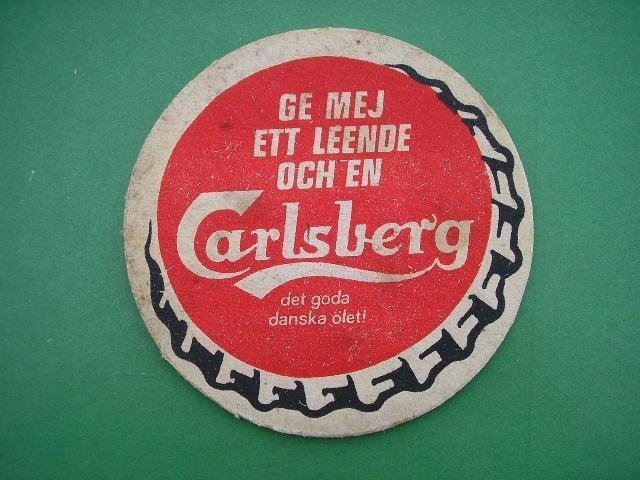 GE MEJ
ETT LEENDE
OCH EN
Carlsberg
det goda
danska ölet!